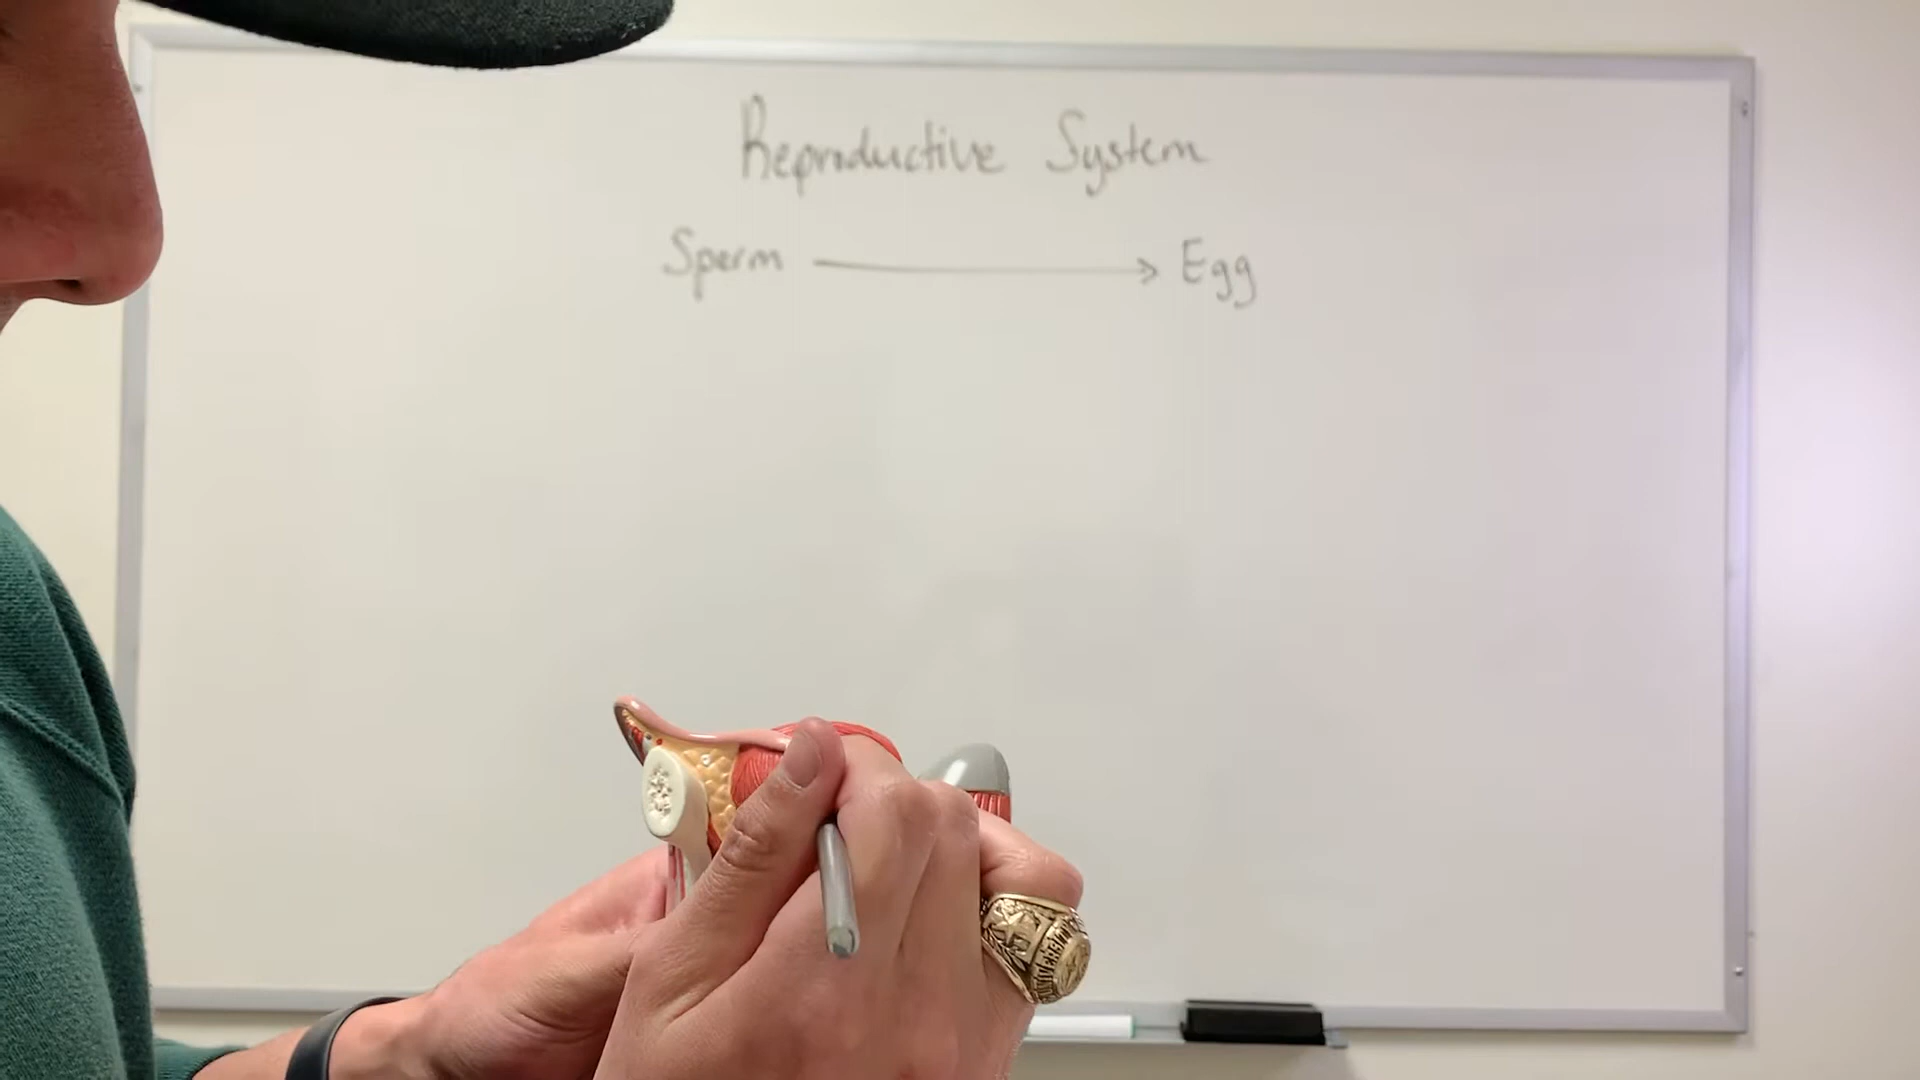 Reproductive System
Sperm → Egg